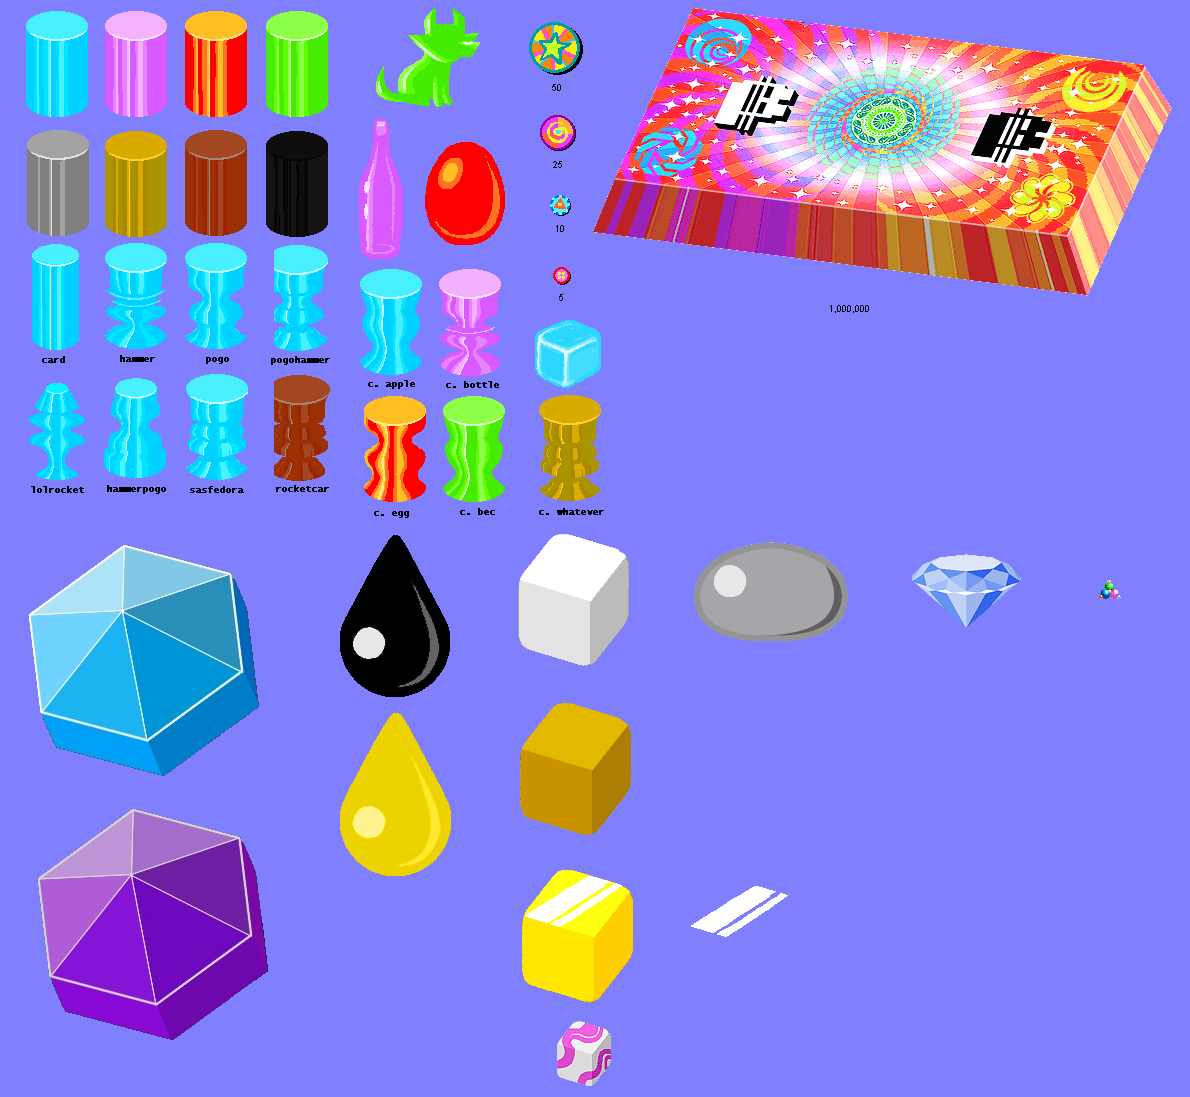 50
25
10
5
1,000,000
card
hammer
pogo
pogohammer
c. apple
c. bottle
lolrocket
hammerpogo
sasfedora
rocketcar
c. egg
c. bec
c. whatever